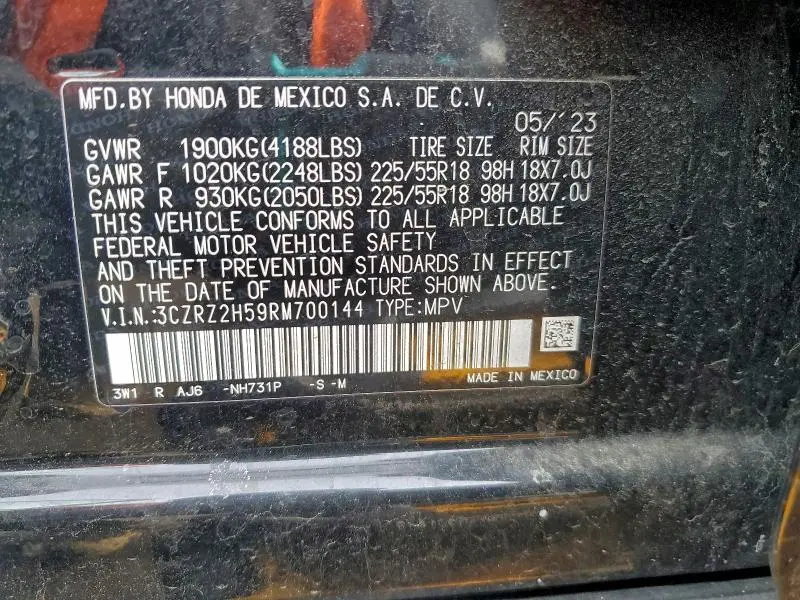 MFD.BY HONDA DE MEXICO S.A. DE C.V.
05/'23
GVWR 1900KG(4188LBS) TIRE SIZE RIM SIZE
GAWR F 1020KG(2248LBS) 225/55R18 98H 18X7.0J
GAWR R 930KG(2050LBS) 225/55R18 98H 18X7.0J
THIS VEHICLE CONFORMS TO ALL APPLICABLE
FEDERAL MOTOR VEHICLE SAFETY
AND THEFT PREVENTION STANDARDS IN EFFECT
ON THE DATE OF MANUFACTURE SHOWN ABOVE.
V.I.N.:3CZRZ2H59RM700144 TYPE:MPV
3W1 R AJ6 -NH731P -S -M MADE IN MEXICO